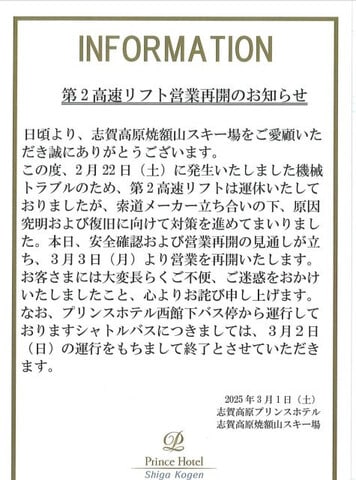 INFORMATION
第2高速リフト営業再開のお知らせ
日頃より、志賀高原焼額山スキー場をご愛顧いた
だき誠にありがとうございます。
この度、2月22日（土）に発生いたしました機械
トラブルのため、第2高速リフトは運休いたして
おりましたが、索道メーカー立ち合いの下、原因
究明および復旧に向けて対策を進めてまいりまし
た。本日、安全確認および営業再開の見通しが立
ち、3月3日（月）より営業を再開いたします。
お客さまには大変長らくご不便、ご迷惑をおかけ
いたしましたこと、心よりお詫び申し上げます。
なお、プリンスホテル西館下バス停から運行して
おりますシャトルバスにつきましては、3月2日
（日）の運行をもちまして終了とさせていただき
ます。
2025年3月1日（土）
志賀高原プリンスホテル
志賀高原焼額山スキー場
Prince Hotel
Shiga Kogen